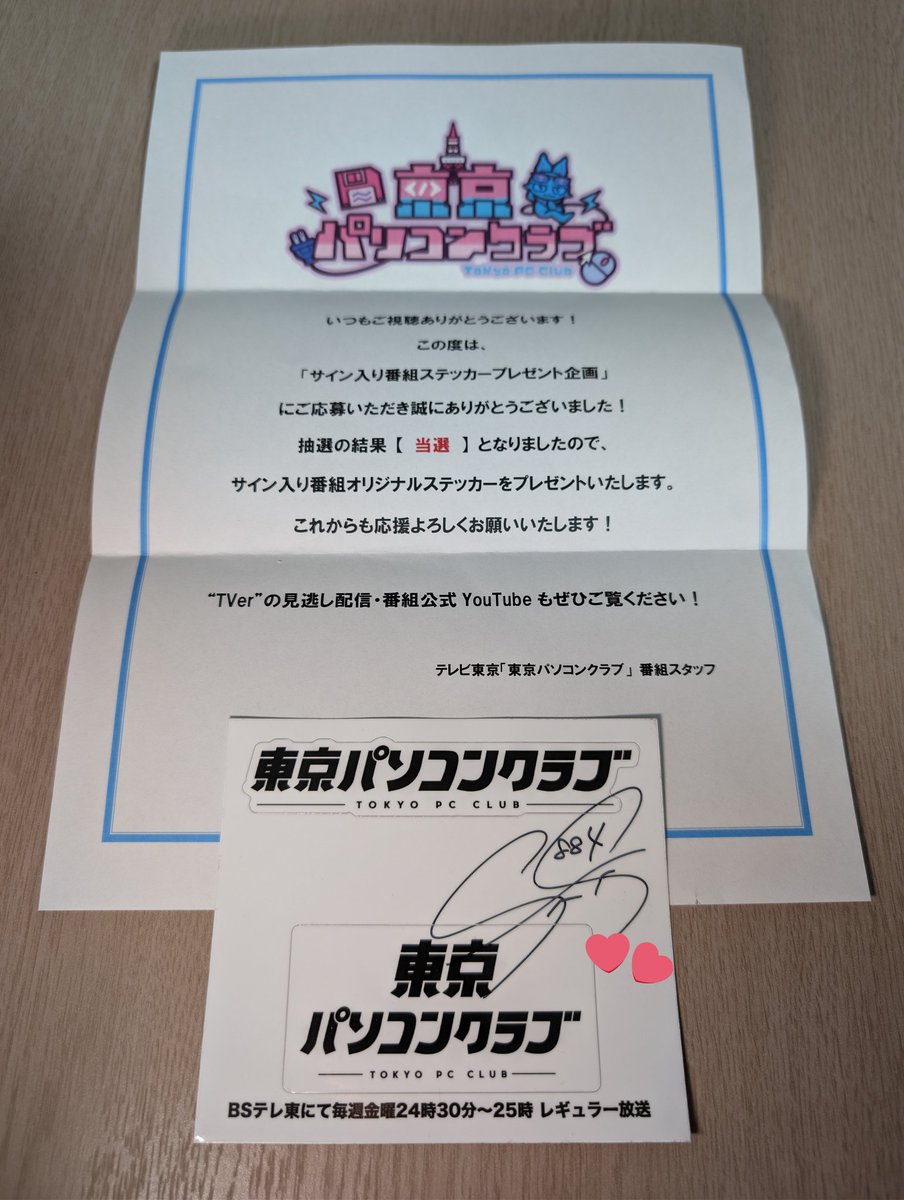 東京
パソコンクラブ
TOKYO PC CLUB
いつもご視聴ありがとうございます!
この度は、
「サイン入り番組ステッカープレゼント企画」
にご応募いただき誠にありがとうございました!
抽選の結果【 当選 】となりましたので、
サイン入り番組オリジナルステッカーをプレゼントいたします。
これからも応援よろしくお願いいたします!
“TVer”の見逃し配信・番組公式 YouTube もぜひご覧ください!
テレビ東京「東京パソコンクラブ」 番組スタッフ
東京パソコンクラブ
TOKYO PC CLUB
884
東京
パソコンクラブ
TOKYO PC CLUB
BSテレ東にて毎週金曜24時30分〜25時 レギュラー放送